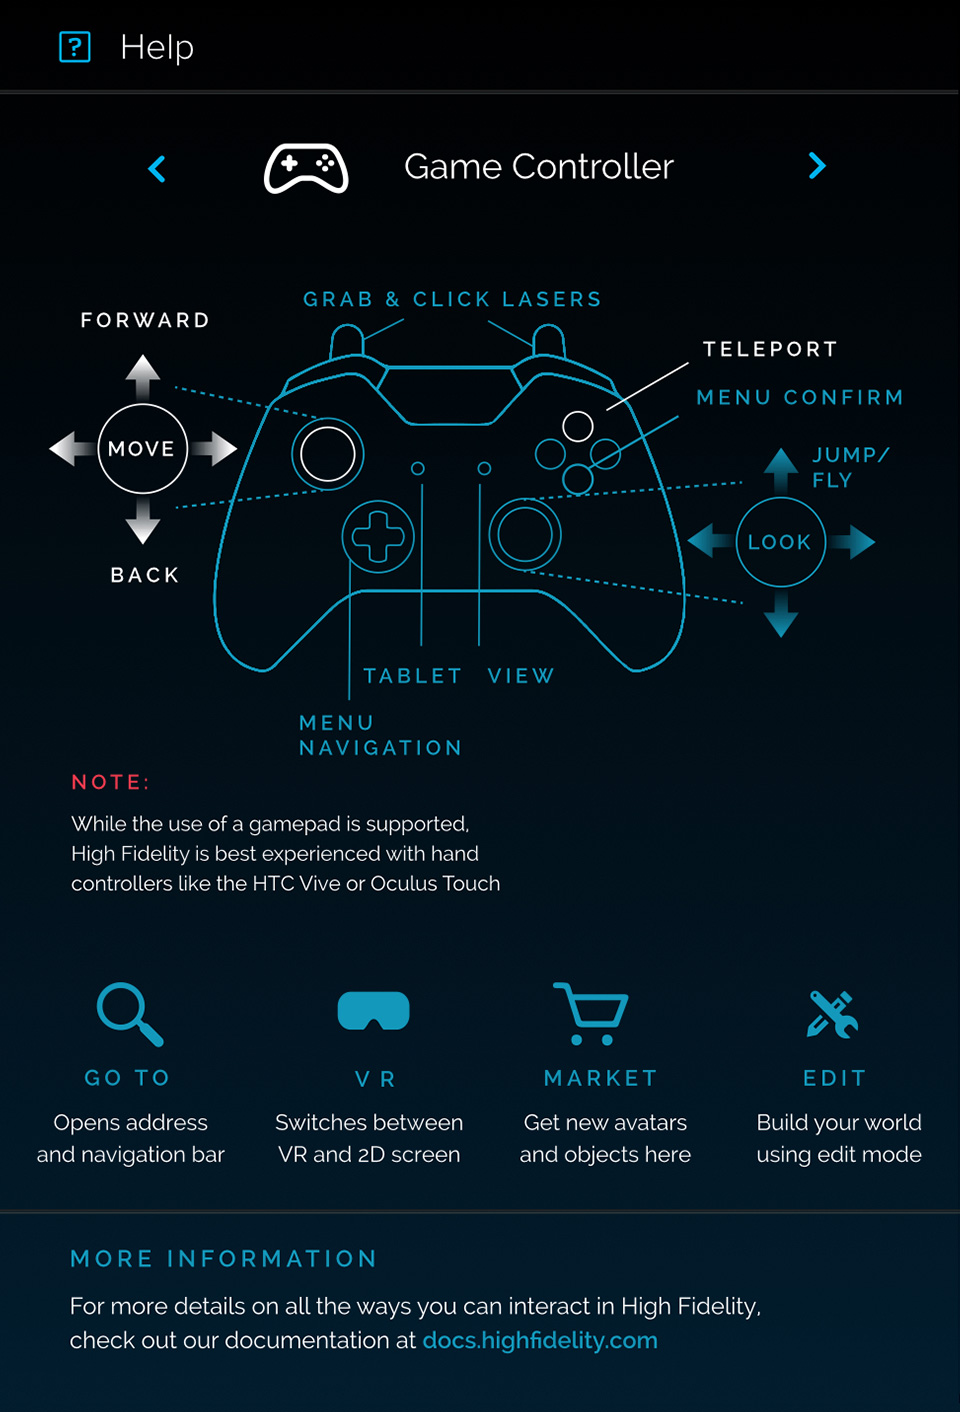 ? Help
Game Controller
GRAB & CLICK LASERS
FORWARD
TELEPORT
MENU CONFIRM
MOVE
JUMP/
FLY
LOOK
BACK
TABLET VIEW
MENU
NAVIGATION
NOTE:
While the use of a gamepad is supported,
High Fidelity is best experienced with hand
controllers like the HTC Vive or Oculus Touch
GO TO
Opens address
and navigation bar
VR
Switches between
VR and 2D screen
MARKET
Get new avatars
and objects here
EDIT
Build your world
using edit mode
MORE INFORMATION
For more details on all the ways you can interact in High Fidelity,
check out our documentation at docs.highfidelity.com